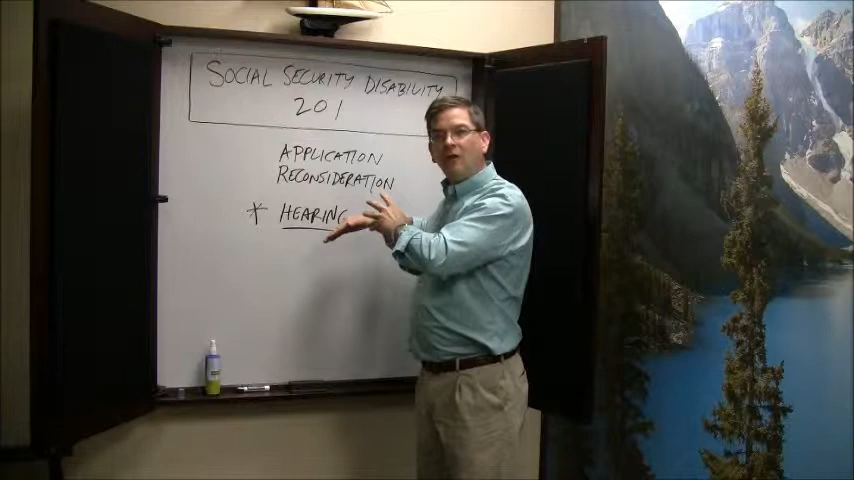 SOCIAL SECURITY DISABILITY
201
APPLICATION
RECONSIDERATION
* HEARING